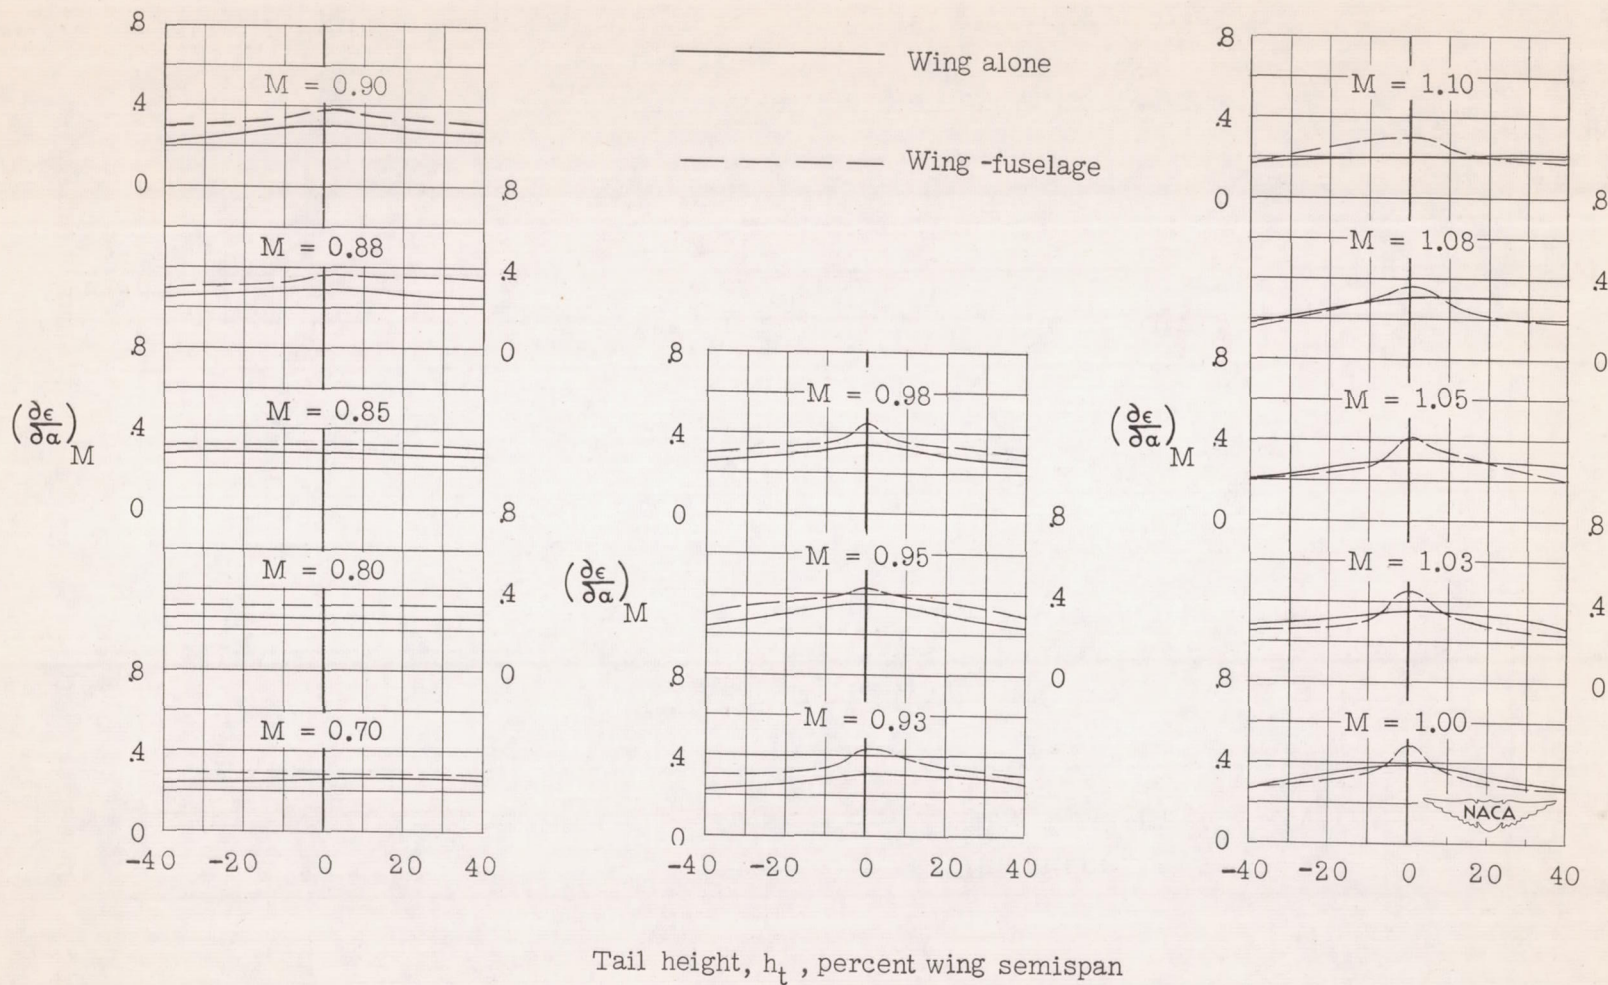 .8
M = 0.90
.4
0
.8
M = 0.88
.4
.8
0
M = 0.85
.4
0
.8
M = 0.80
.4
.8
0
M = 0.70
.4
0
-40 -20 0 20 40
(∂ϵ/∂α)M
Wing alone
Wing -fuselage
.8
M = 0.98
.4
0
.8
M = 0.95
.4
.8
0
M = 0.93
.4
0
-40 -20 0 20 40
(∂ϵ/∂α)M
.8
M = 1.10
.4
0
.8
M = 1.08
.4
.8
0
M = 1.05
.4
0
.8
M = 1.03
.4
.8
0
M = 1.00
.4
NACA
0
-40 -20 0 20 40
(∂ϵ/∂α)M
Tail height, ht , percent wing semispan